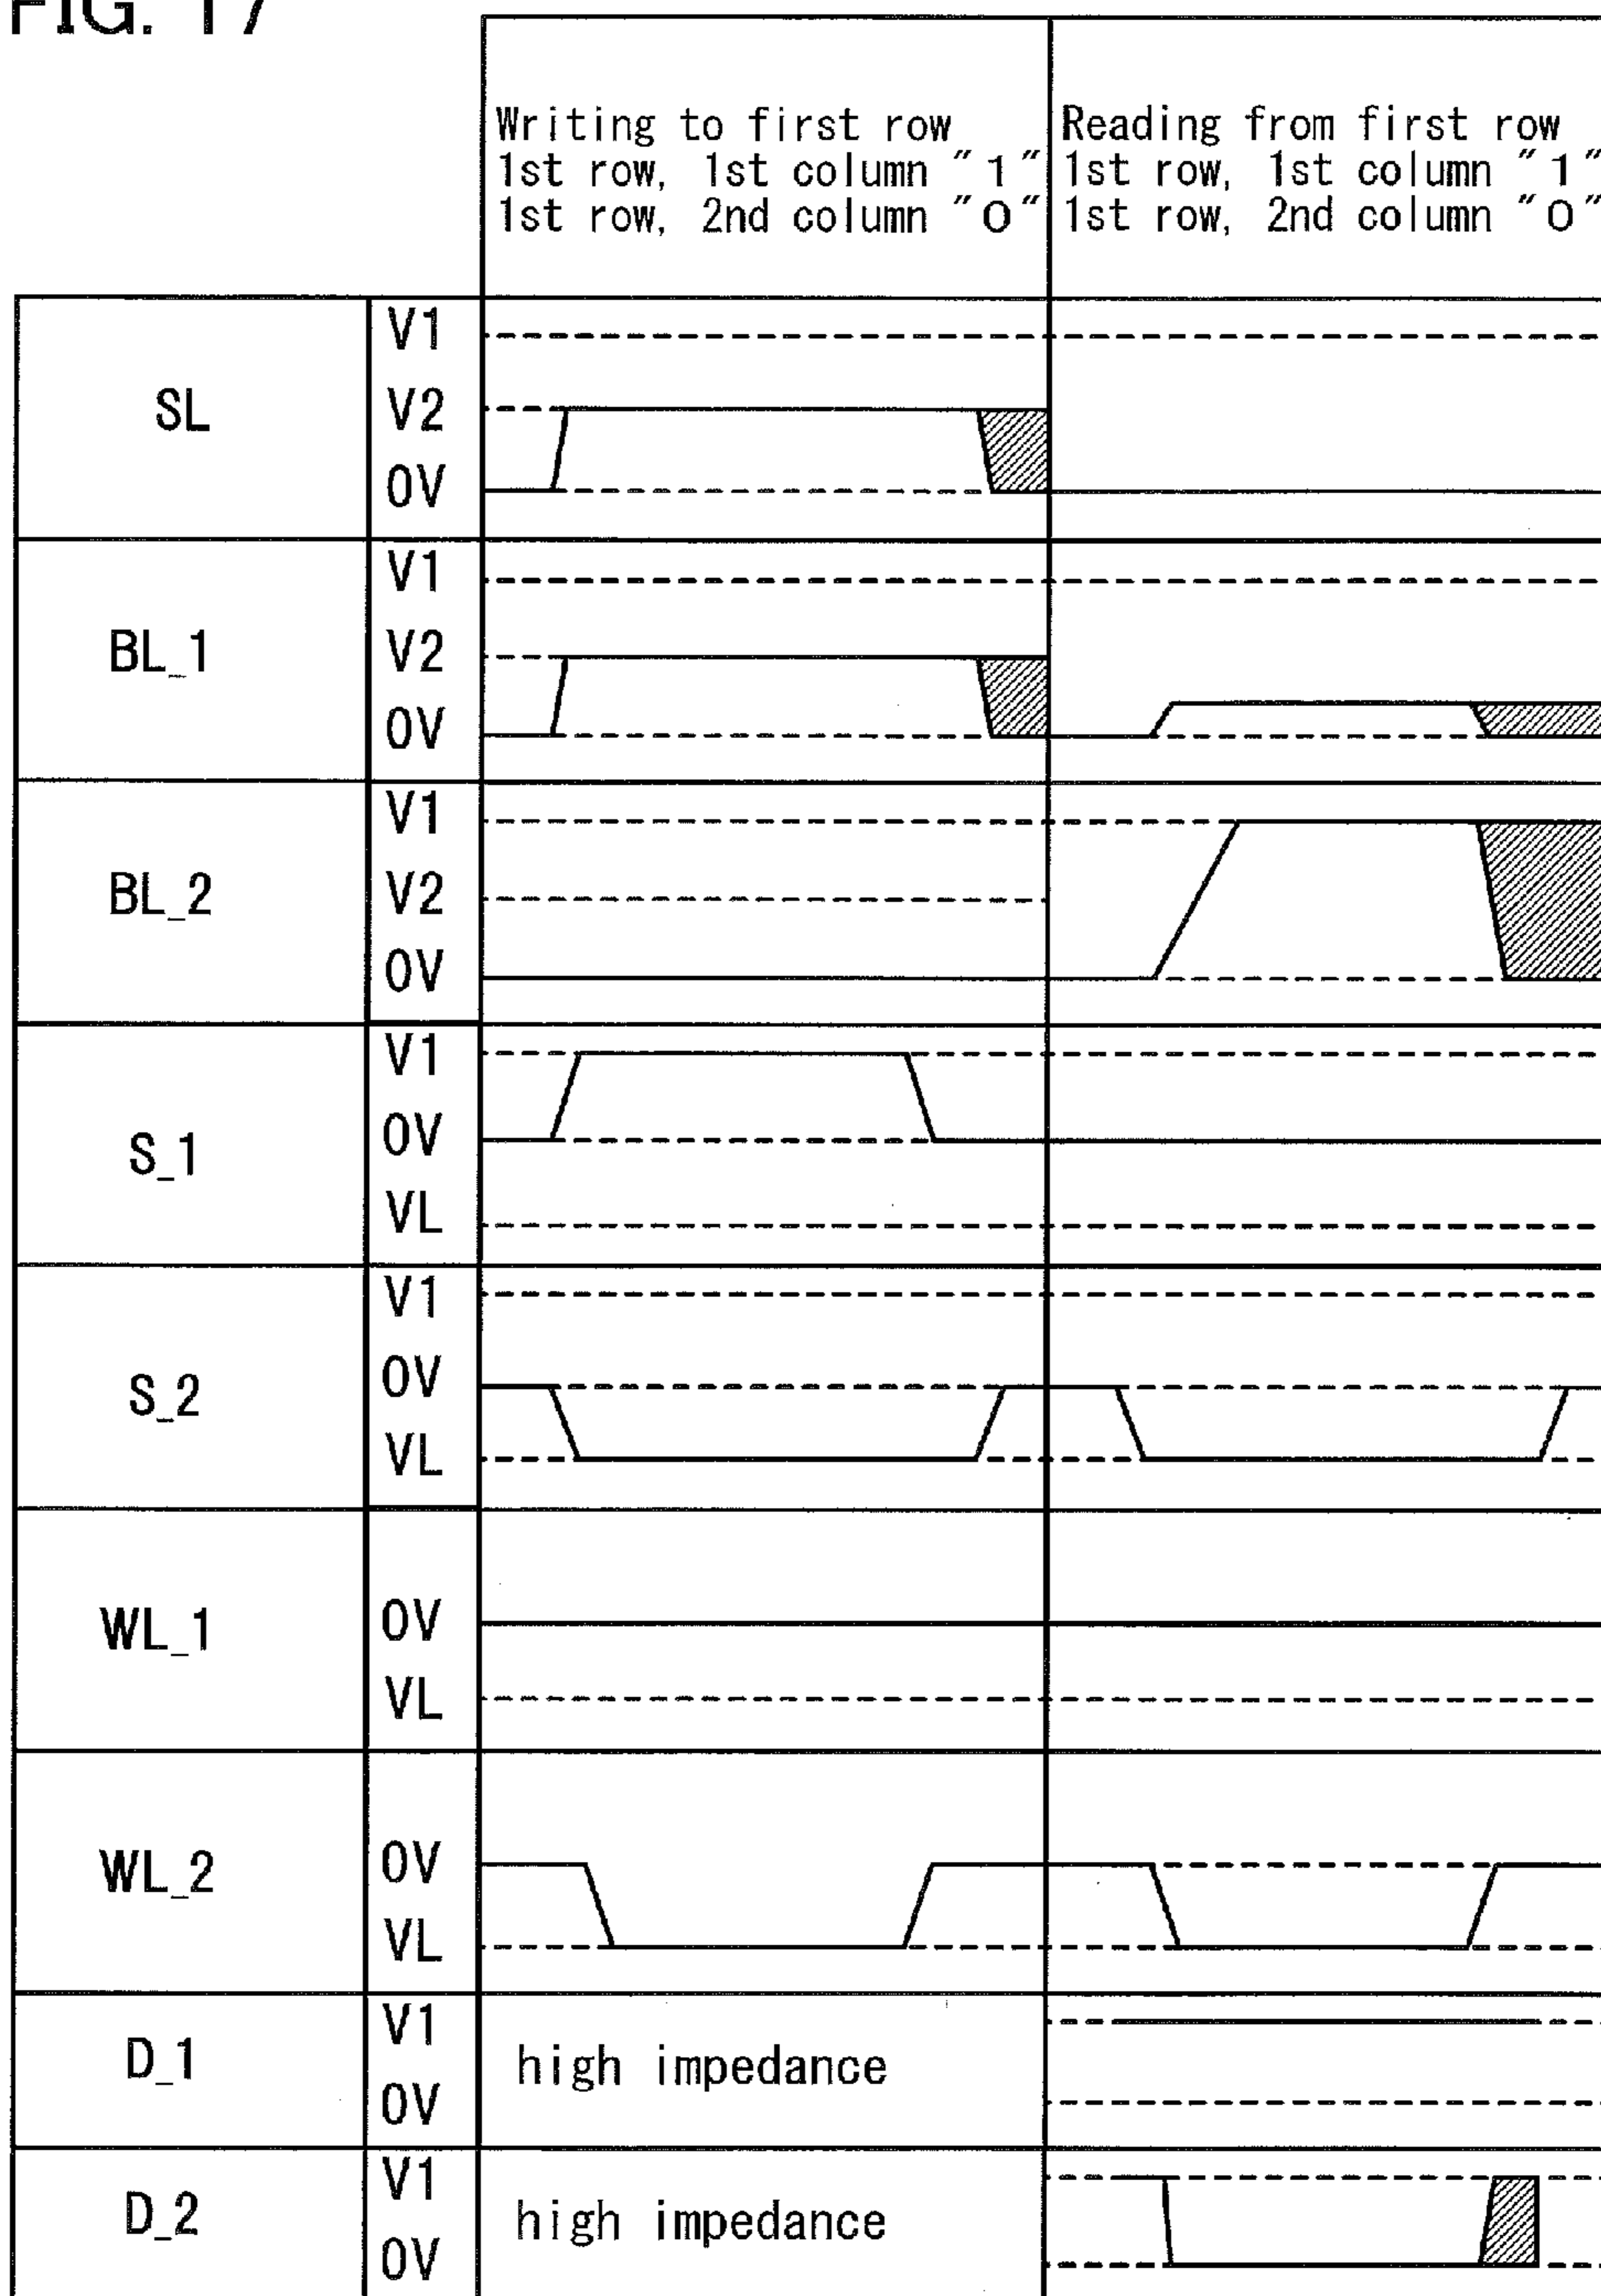 FIG. 17
Writing to first row
1st row, 1st column "1"
1st row, 2nd column "0"
Reading from first row
1st row, 1st column "1"
1st row, 2nd column "0"
SL
V1
V2
0V
BL_1
V1
V2
0V
BL_2
V1
V2
0V
S_1
V1
0V
VL
S_2
V1
0V
VL
WL_1
0V
VL
WL_2
0V
VL
D_1
V1
0V
high impedance
D_2
V1
0V
high impedance